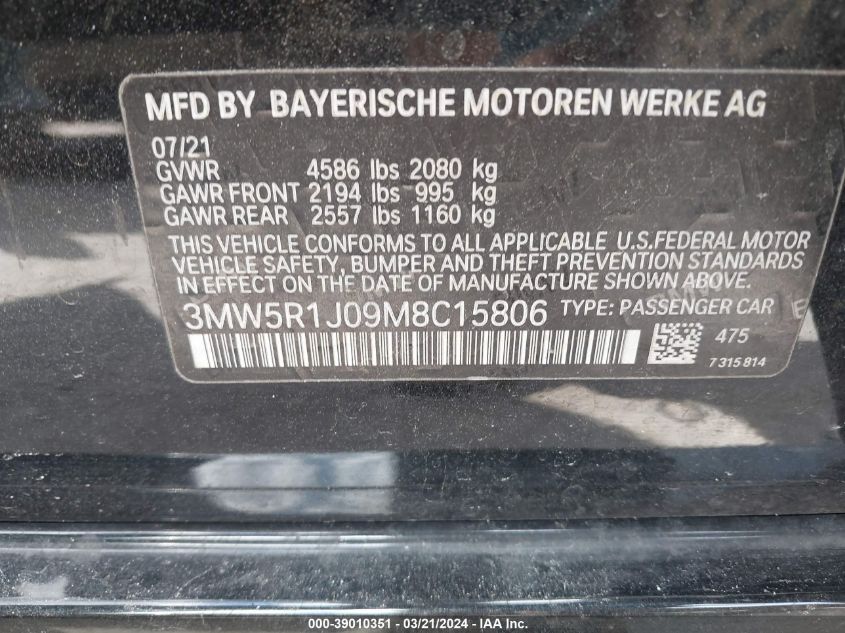 MFD BY BAYERISCHE MOTOREN WERKE AG
07/21
GVWR 4586 lbs 2080 kg
GAWR FRONT 2194 lbs 995 kg
GAWR REAR 2557 lbs 1160 kg
THIS VEHICLE CONFORMS TO ALL APPLICABLE U.S.FEDERAL MOTOR
VEHICLE SAFETY, BUMPER AND THEFT PREVENTION STANDARDS
IN EFFECT ON THE DATE OF MANUFACTURE SHOWN ABOVE.
3MW5R1J09M8C15806 TYPE: PASSENGER CAR
475
7315814
000-39010351 - 03/21/2024 - IAA Inc.